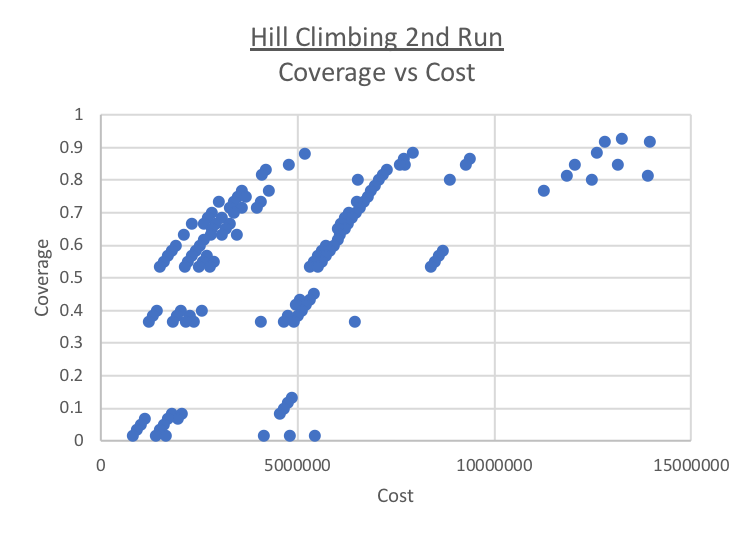 Hill Climbing 2nd Run
Coverage vs Cost
1
0.9
0.8
0.7
0.6
0.5
0.4
0.3
0.2
0.1
0
Coverage
0 5000000 10000000 15000000
Cost